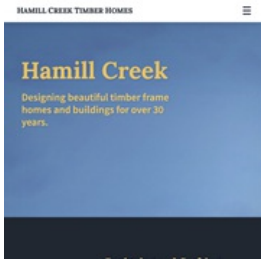 HAMILL CREEK TIMBER HOMES
Hamill Creek
Designing beautiful timber frame
homes and buildings for over 30
years.